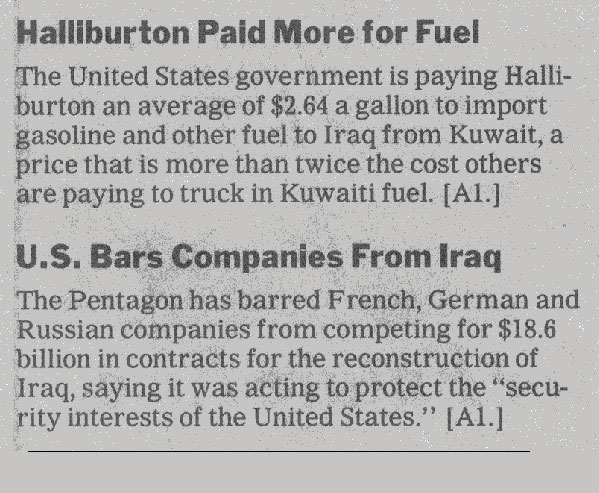 Halliburton Paid More for Fuel
The United States government is paying Halli-
burton an average of $2.64 a gallon to import
gasoline and other fuel to Iraq from Kuwait, a
price that is more than twice the cost others
are paying to truck in Kuwaiti fuel. [A1.]
U.S. Bars Companies From Iraq
The Pentagon has barred French, German and
Russian companies from competing for $18.6
billion in contracts for the reconstruction of
Iraq, saying it was acting to protect the “secu-
rity interests of the United States.’’ [A1.]